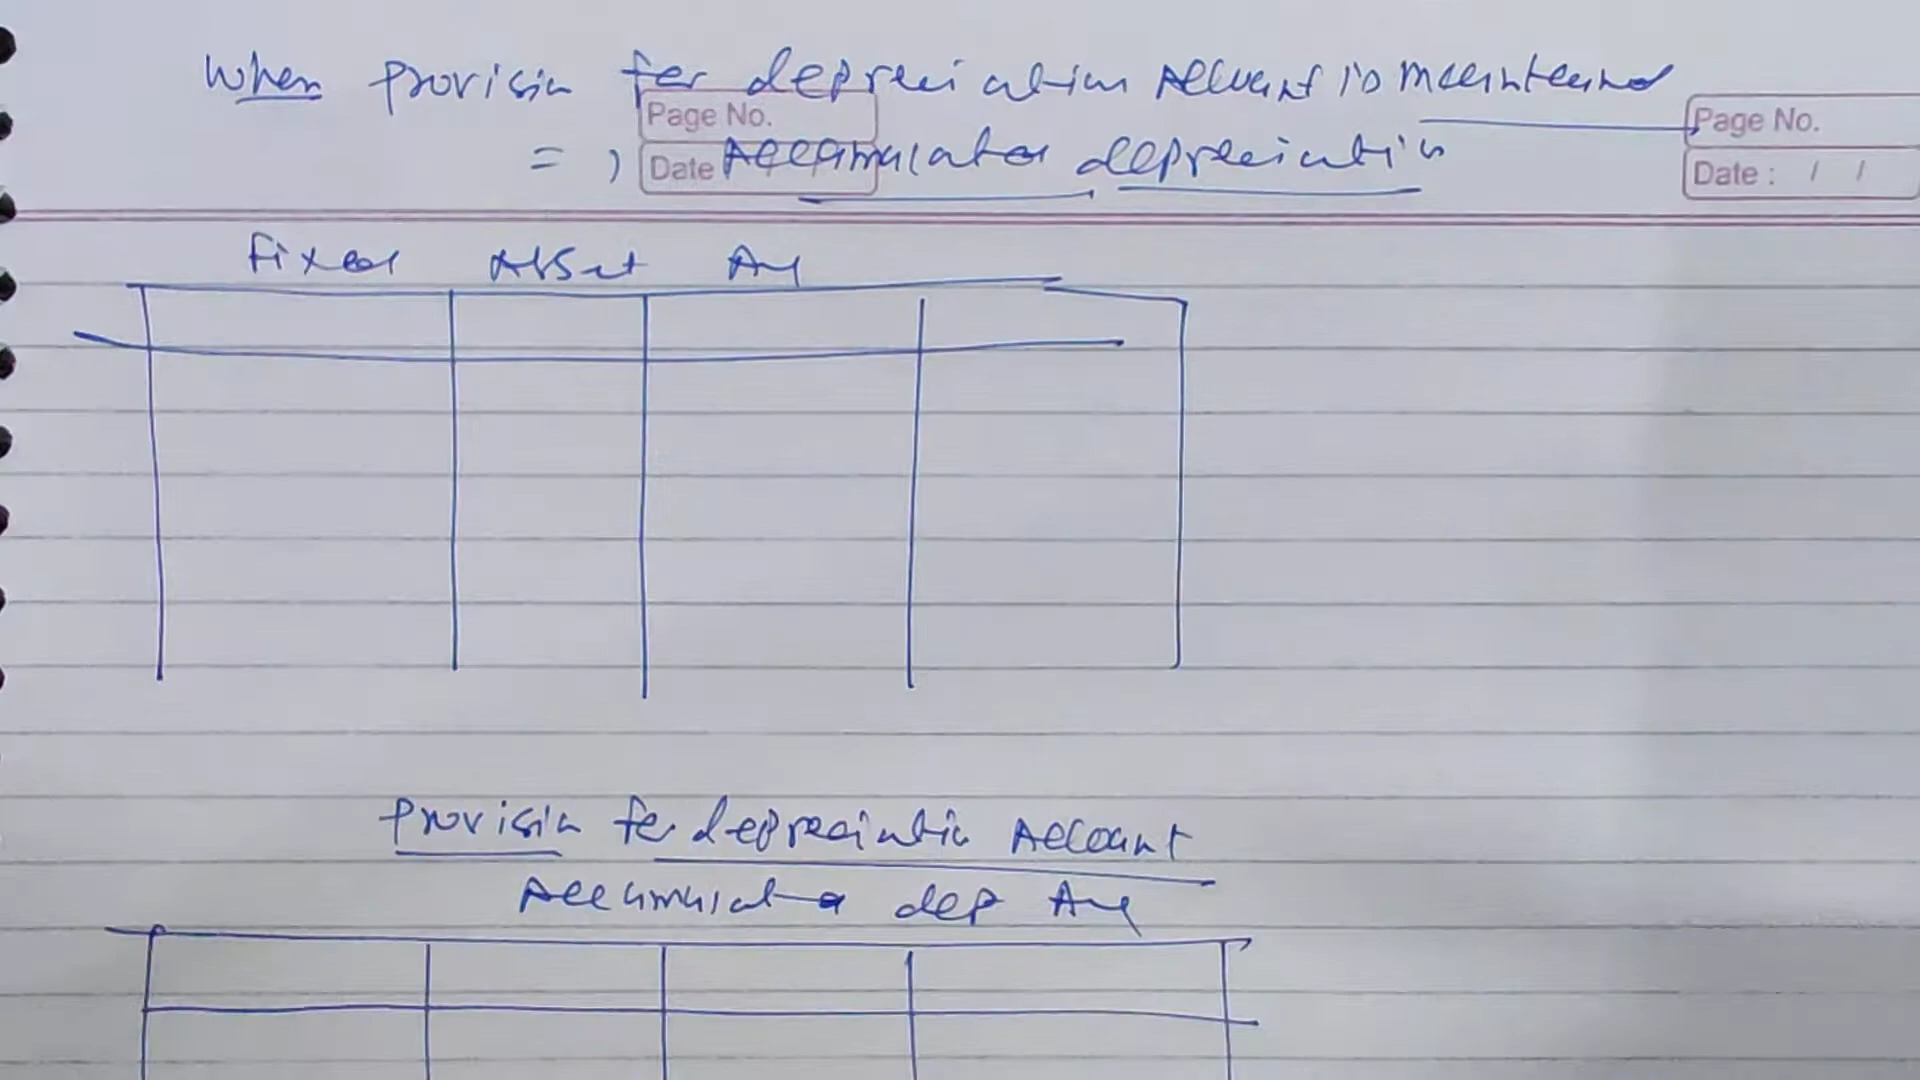 When provision for depreciation Account is maintained
Page No.
Page No.
=) Accumulated depreciation
Date
Date : / /
Fixed Asset A/c
Provision for depreciation Account
Accumulated dep A/c